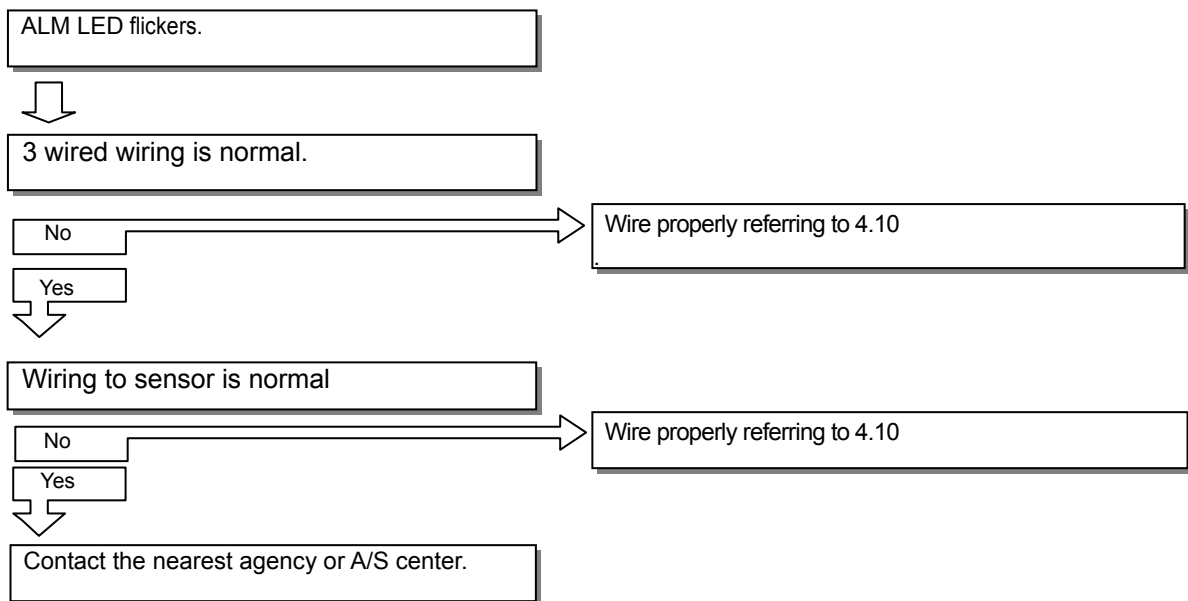 ALM LED flickers.
3 wired wiring is normal.
No
Wire properly referring to 4.10
.
Yes
Wiring to sensor is normal
No
Wire properly referring to 4.10
Yes
Contact the nearest agency or A/S center.